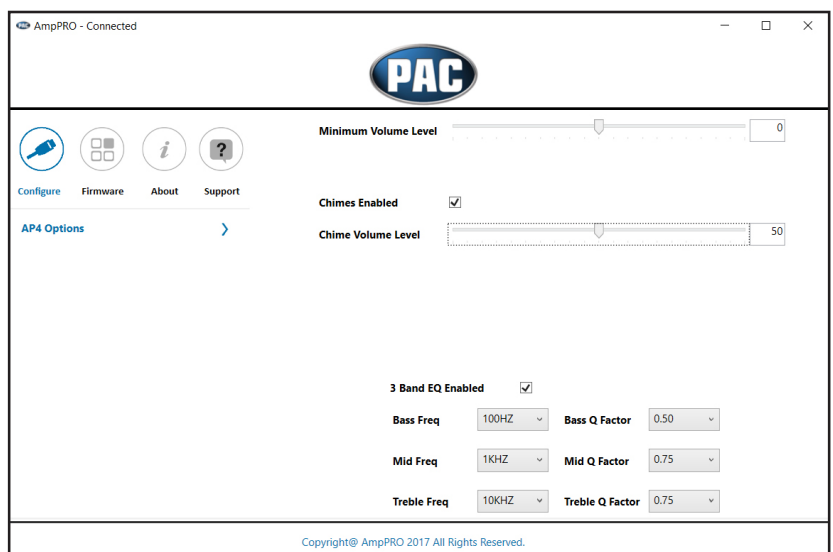 AmpPRO - Connected
PAC
Minimum Volume Level 0
Configure Firmware About Support
Chimes Enabled
AP4 Options
Chime Volume Level 50
3 Band EQ Enabled
Bass Freq 100HZ Bass Q Factor 0.50
Mid Freq 1KHZ Mid Q Factor 0.75
Treble Freq 10KHZ Treble Q Factor 0.75
Copyright@ AmpPRO 2017 All Rights Reserved.